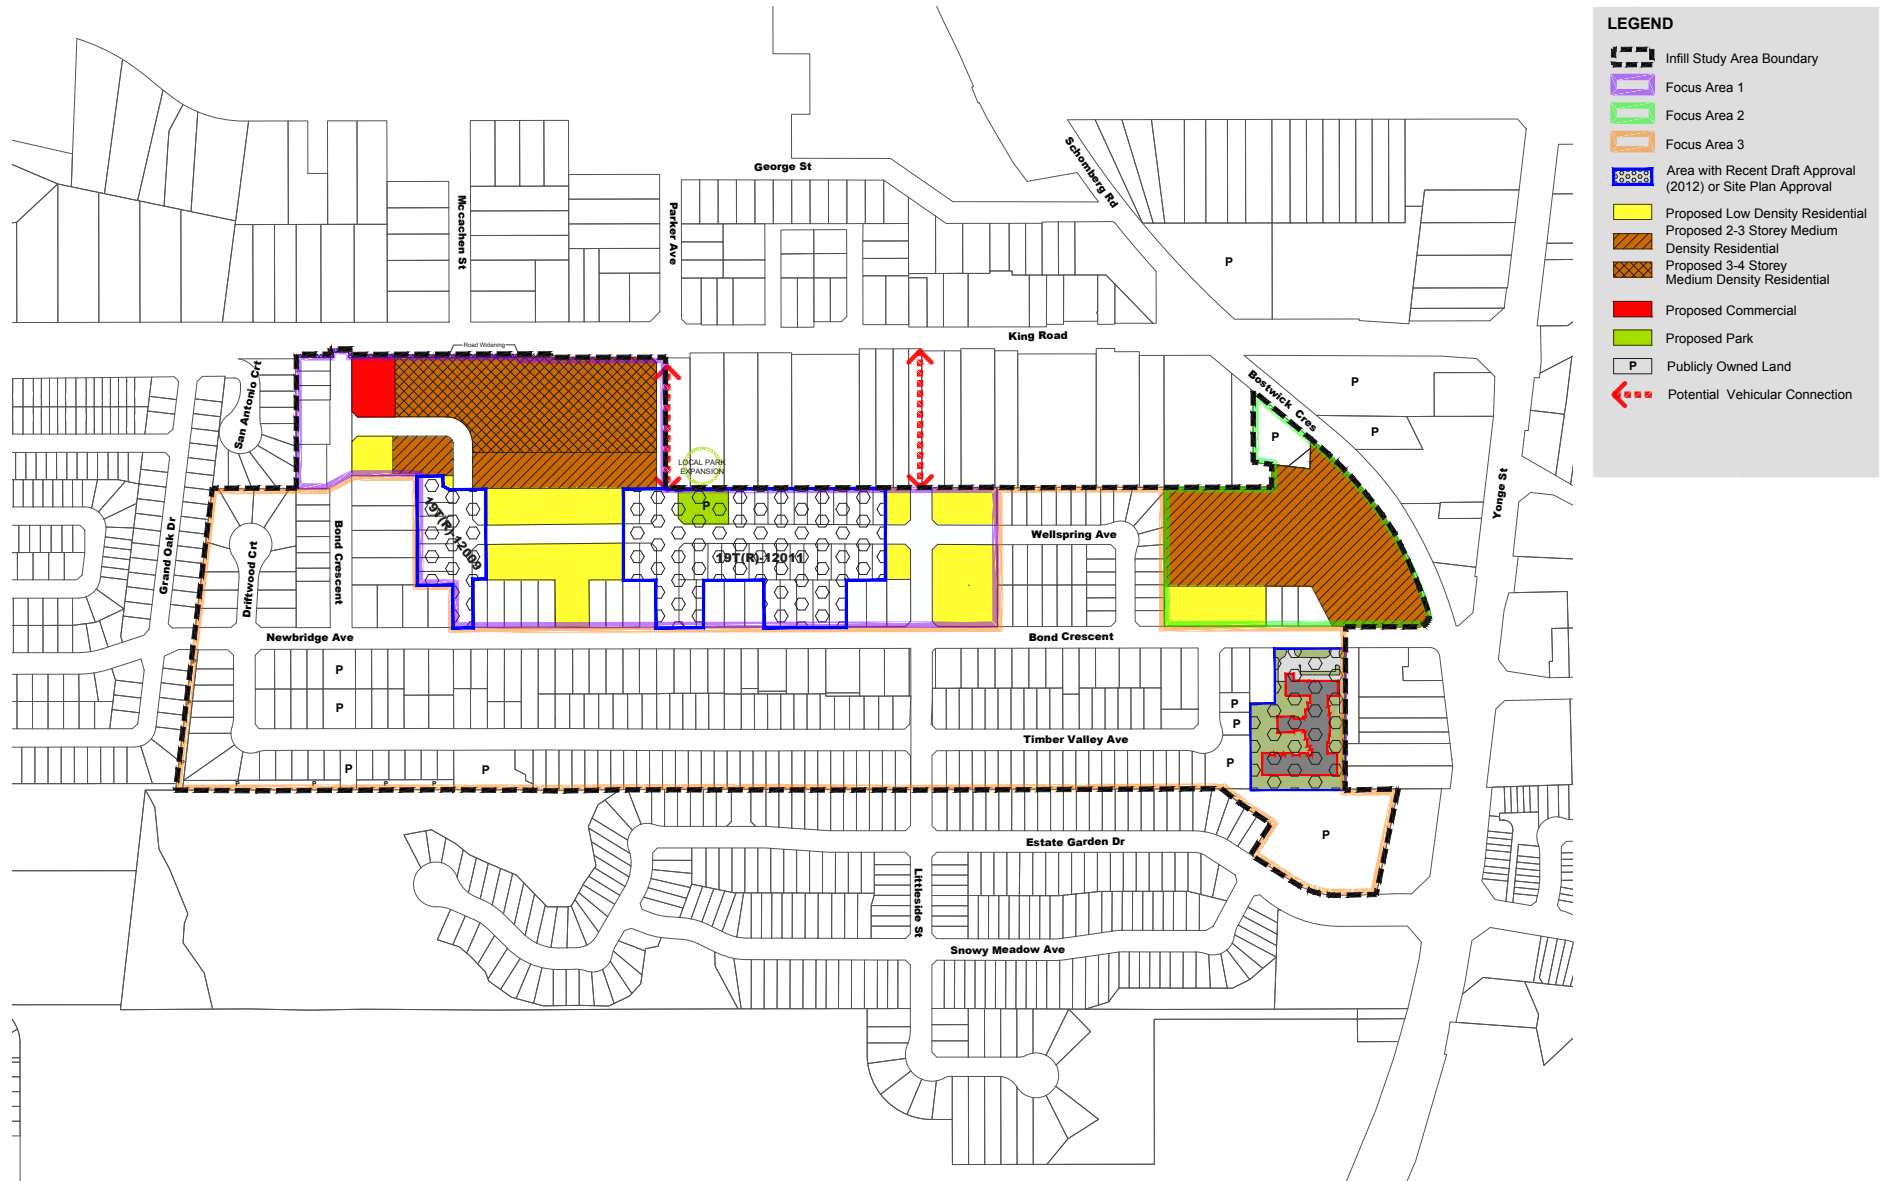 LEGEND
Infill Study Area Boundary
Focus Area 1
Focus Area 2
Focus Area 3
Area with Recent Draft Approval
(2012) or Site Plan Approval
Proposed Low Density Residential
Proposed 2-3 Storey Medium
Density Residential
Proposed 3-4 Storey
Medium Density Residential
Proposed Commercial
Proposed Park
P
Publicly Owned Land
Potential Vehicular Connection
George St
Schomberg Rd
Mccachen St
Parker Ave
P
King Road
Road Widening
San Antonio Crt
Bostwick Cres
P
P
P
LOCAL PARK
EXPANSION
Yonge St
P
19T(R)-12009
19T(R)-12011
Wellspring Ave
Grand Oak Dr
Driftwood Crt
Bond Crescent
Newbridge Ave
Bond Crescent
P
P
P
P
Timber Valley Ave
P
P
P
P
P
P
P
P
P
Estate Garden Dr
Littleside St
Snowy Meadow Ave